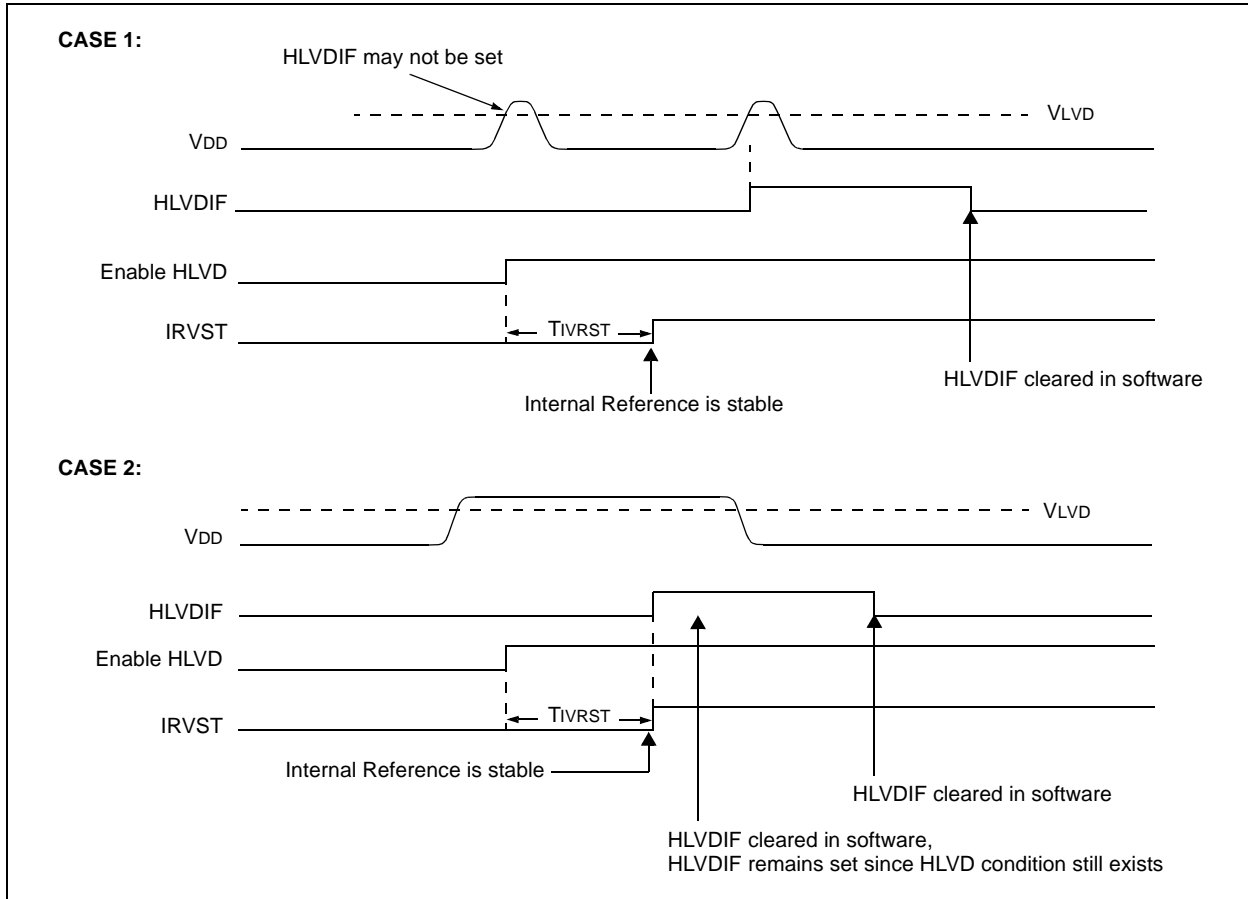 CASE 1:
HLVDIF may not be set
VLVD
VDD
HLVDIF
Enable HLVD
IRVST
TIVRST
HLVDIF cleared in software
Internal Reference is stable
CASE 2:
VLVD
VDD
HLVDIF
Enable HLVD
IRVST
TIVRST
Internal Reference is stable
HLVDIF cleared in software
HLVDIF cleared in software,
HLVDIF remains set since HLVD condition still exists